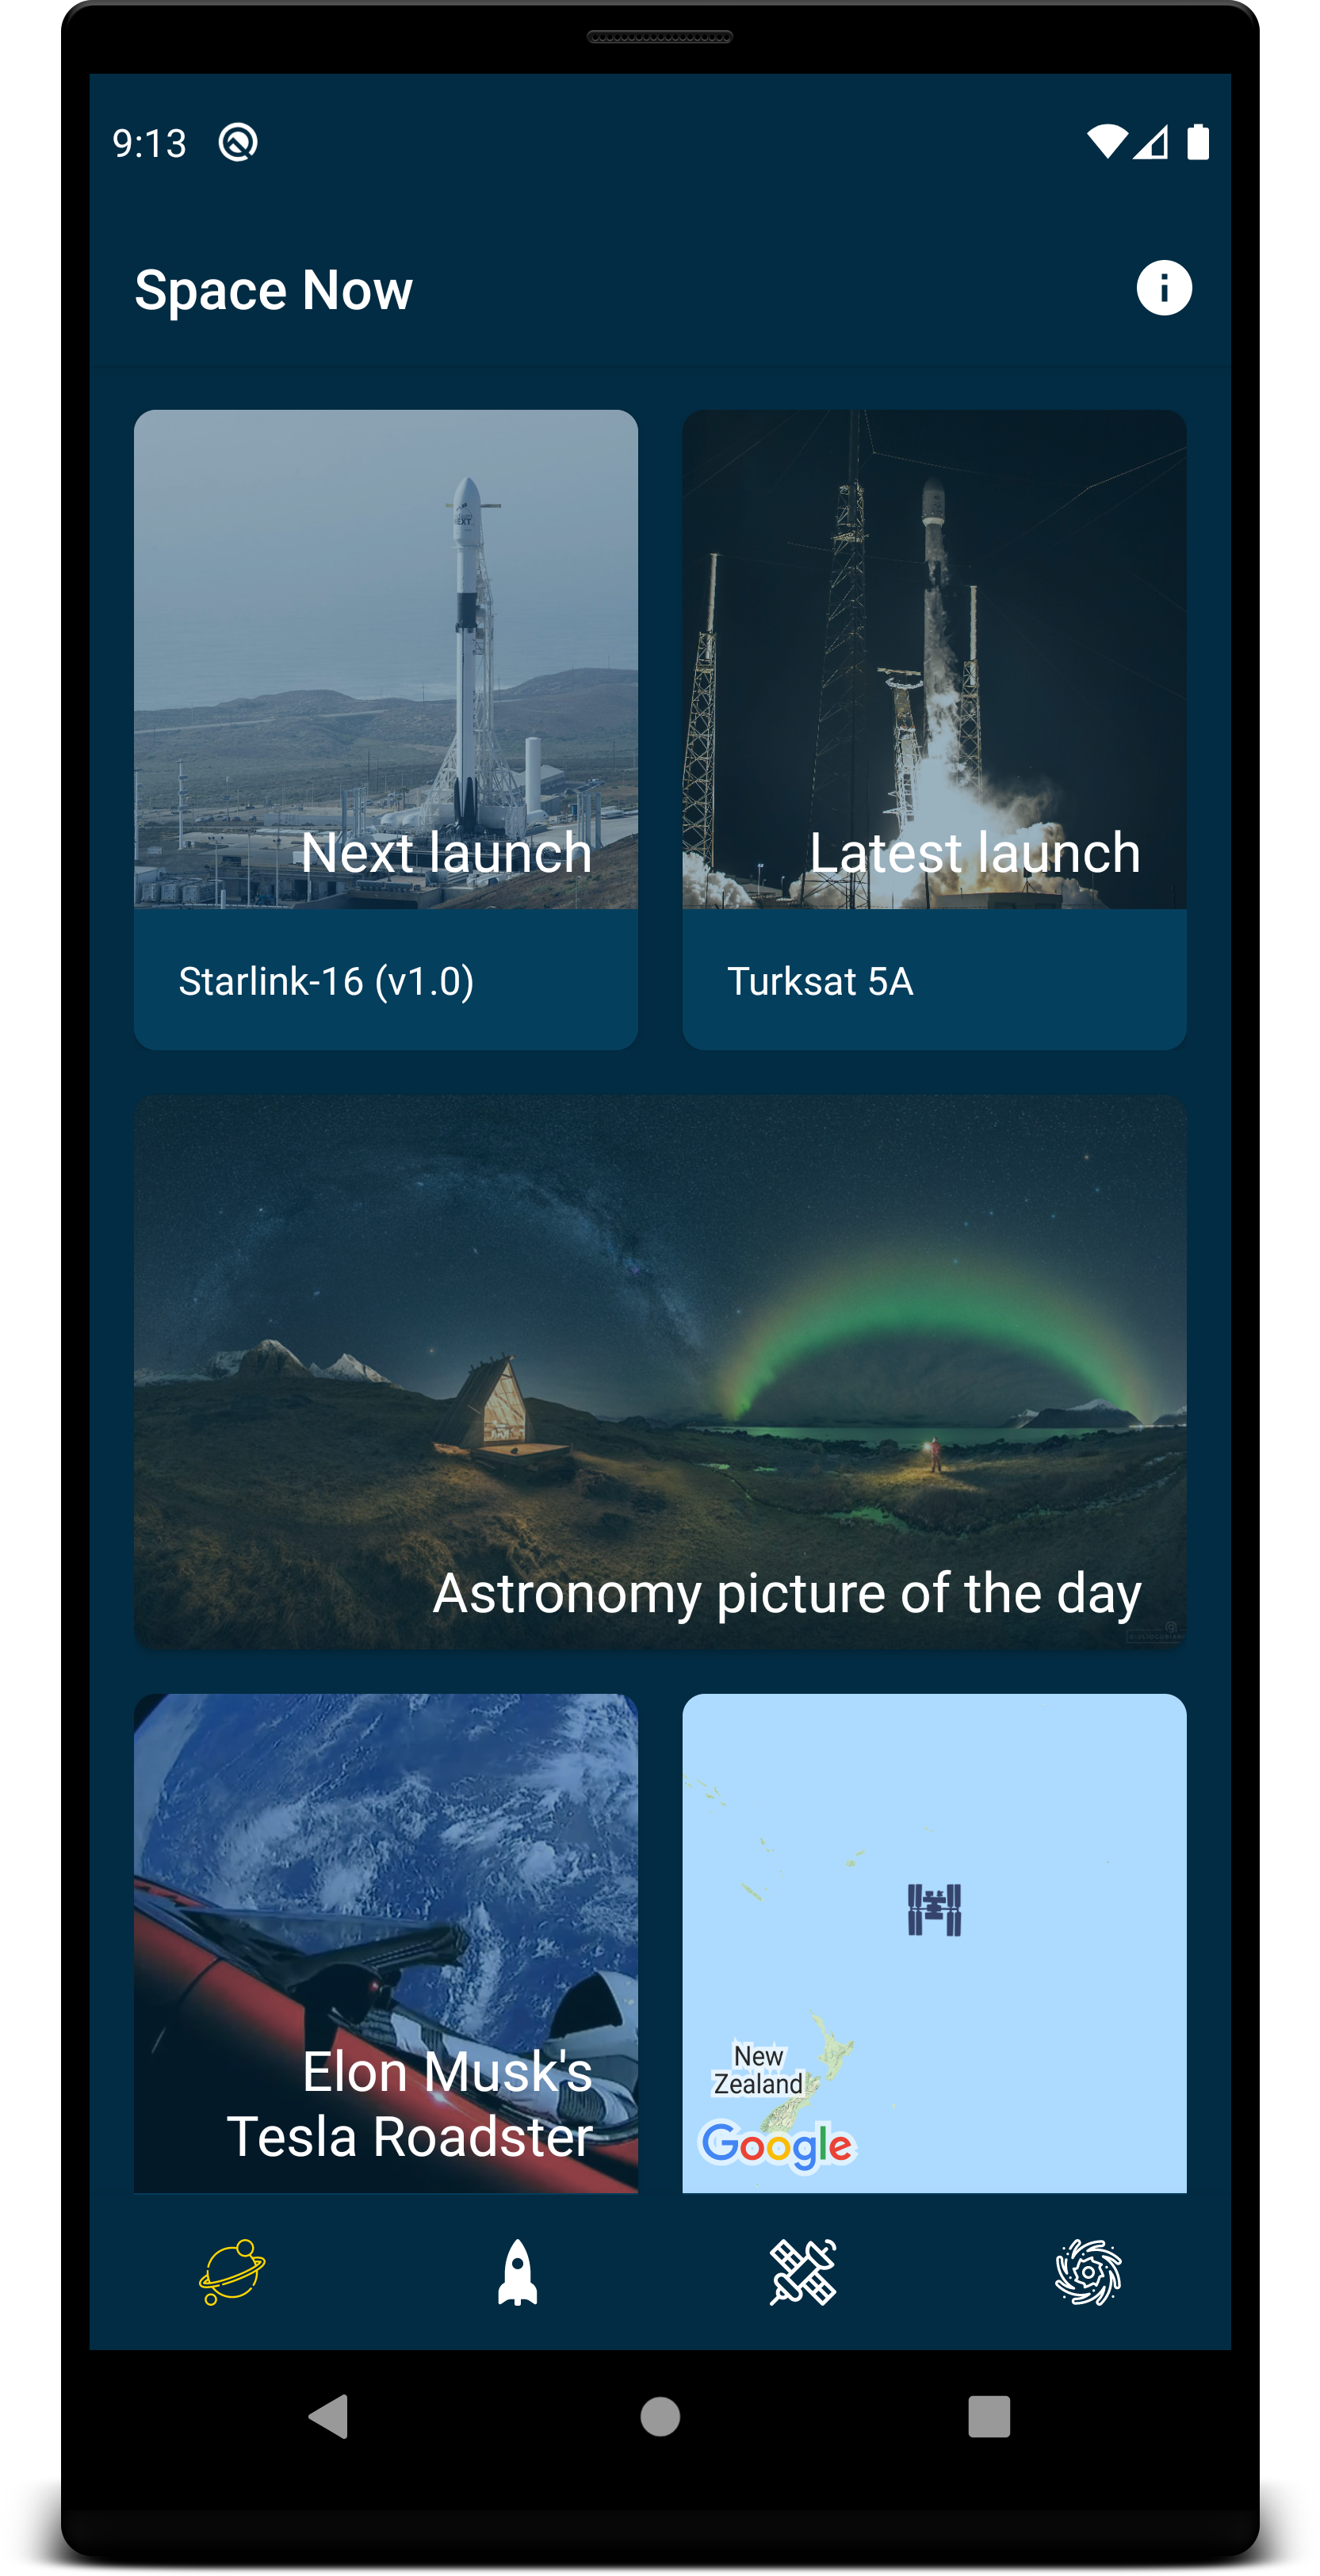 9:13
Space Now
NEXT
Next launch
Latest launch
Starlink-16 (v1.0)
Turksat 5A
Astronomy picture of the day
Elon Musk's
Tesla Roadster
New
Zealand
Google